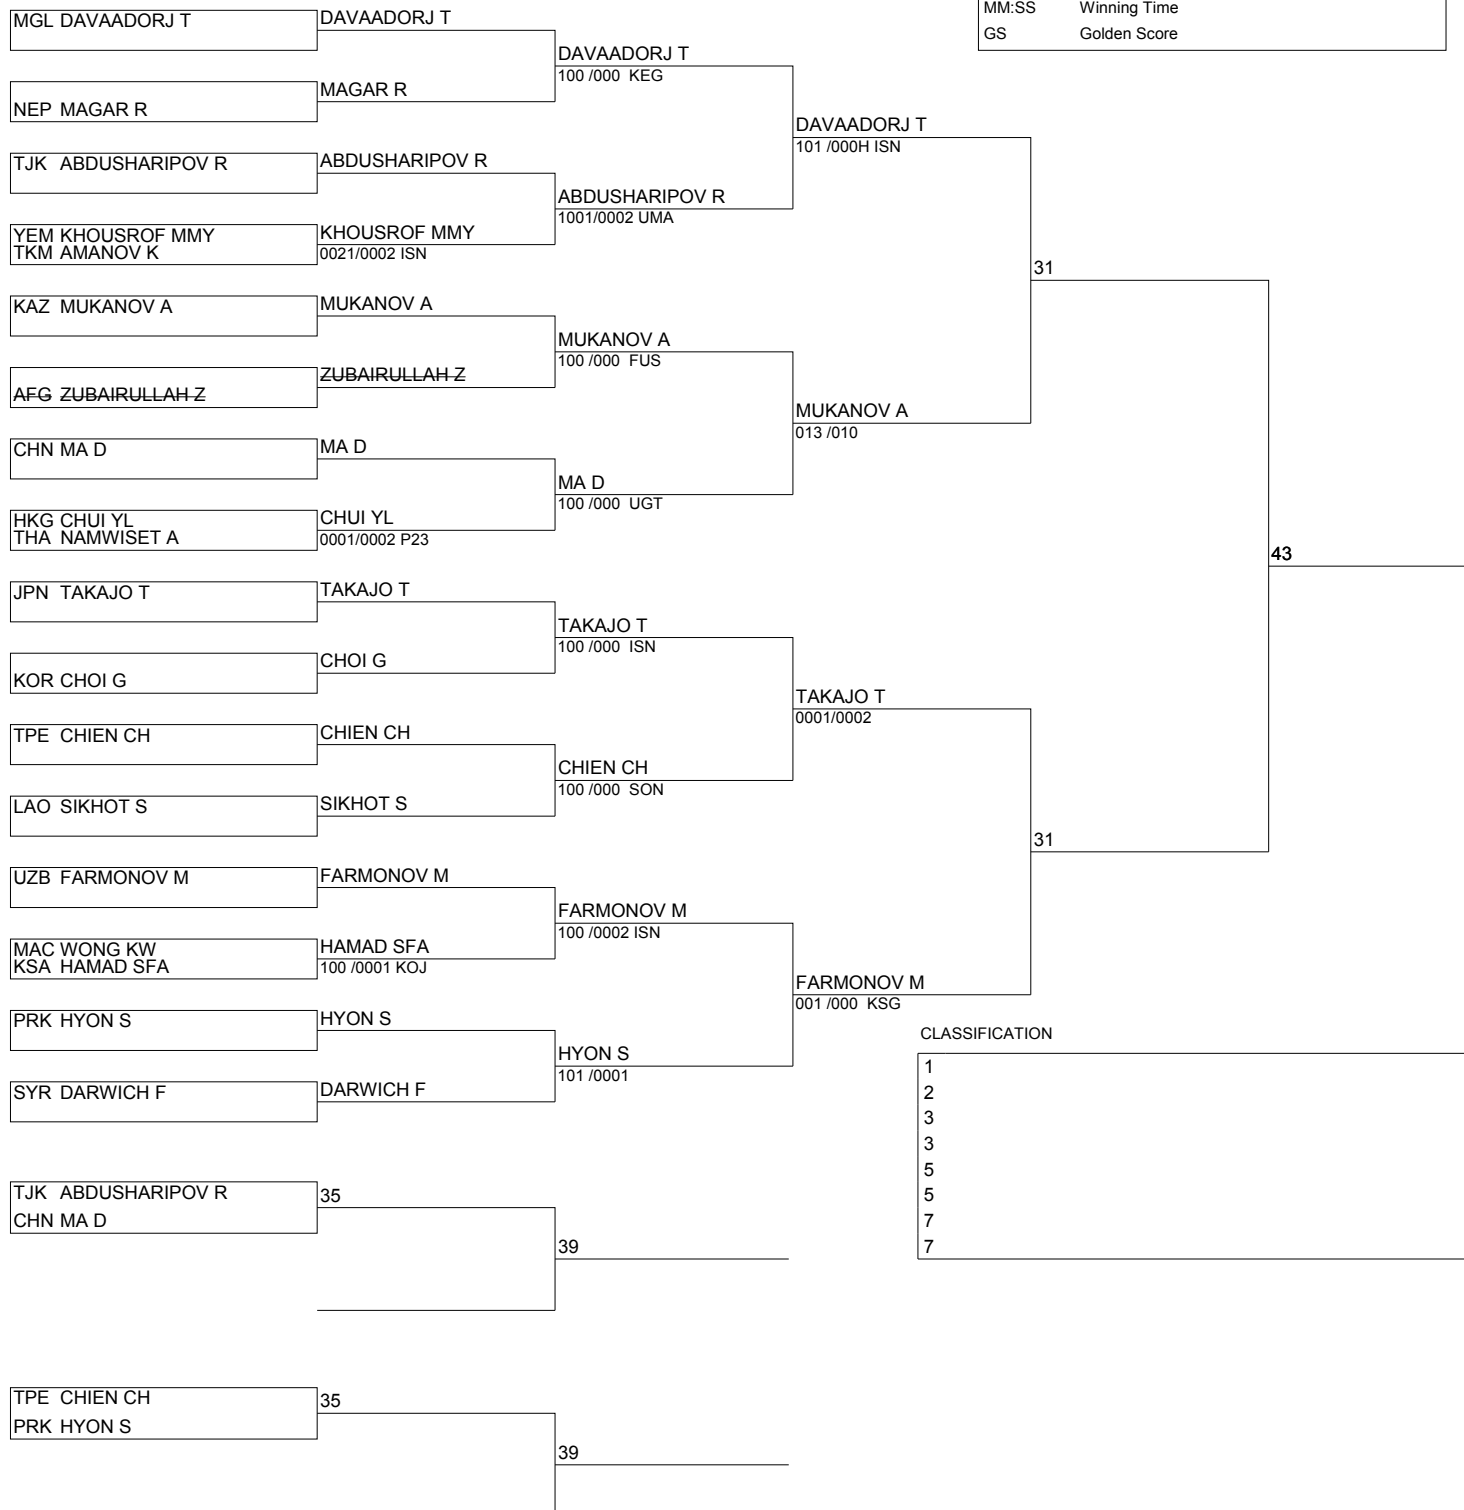 MM:SS Winning Time
GS Golden Score
MGL DAVAADORJ T
NEP MAGAR R
TJK ABDUSHARIPOV R
YEM KHOUSROF MMY
TKM AMANOV K
KAZ MUKANOV A
AFG ZUBAIRULLAH Z
CHN MA D
HKG CHUI YL
THA NAMWISET A
JPN TAKAJO T
KOR CHOI G
TPE CHIEN CH
LAO SIKHOT S
UZB FARMONOV M
MAC WONG KW
KSA HAMAD SFA
PRK HYON S
SYR DARWICH F
DAVAADORJ T
MAGAR R
ABDUSHARIPOV R
KHOUSROF MMY
0021/0002 ISN
MUKANOV A
ZUBAIRULLAH Z
MA D
CHUI YL
0001/0002 P23
TAKAJO T
CHOI G
CHIEN CH
SIKHOT S
FARMONOV M
HAMAD SFA
100 /0001 KOJ
HYON S
DARWICH F
DAVAADORJ T
100 /000 KEG
ABDUSHARIPOV R
1001/0002 UMA
MUKANOV A
100 /000 FUS
MA D
100 /000 UGT
TAKAJO T
100 /000 ISN
CHIEN CH
100 /000 SON
FARMONOV M
100 /0002 ISN
HYON S
101 /0001
DAVAADORJ T
101 /000H ISN
MUKANOV A
013 /010
TAKAJO T
0001/0002
FARMONOV M
001 /000 KSG
31
31
43
CLASSIFICATION
1
2
3
3
5
5
7
7
TJK ABDUSHARIPOV R
CHN MA D
35
39
TPE CHIEN CH
PRK HYON S
35
39